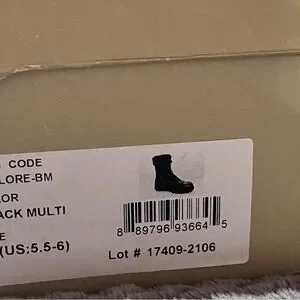 CODE
LORE-BM
LOR
ACK MULTI
E
(US:5.5-6)
8 89796 93664 5
Lot # 17409-2106